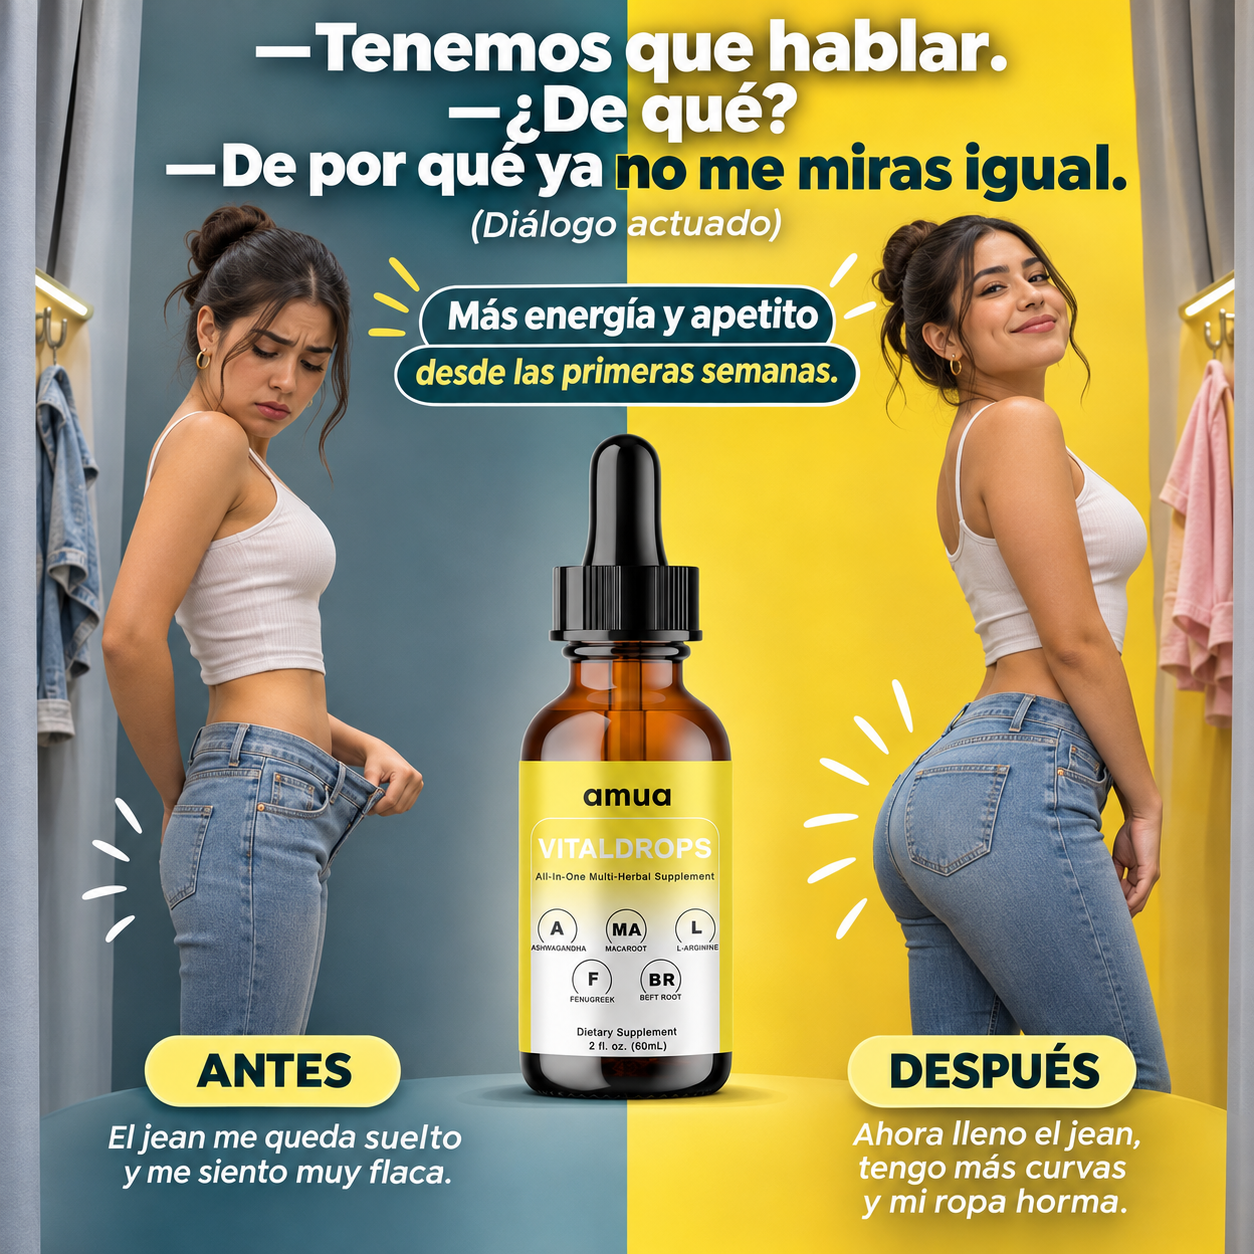 —Tenemos que hablar.
—¿De qué?
—De por qué ya no me miras igual.
(Diálogo actuado)
Más energía y apetito
desde las primeras semanas.
amua
VITALDROPS
All-In-One Multi-Herbal Supplement
A
ASHWAGANDHA
MA
MACAROOT
L
L-ARGININE
F
FENUGREEK
BR
BEFT ROOT
Dietary Supplement
2 fl. oz. (60mL)
ANTES
El jean me queda suelto
y me siento muy flaca.
DESPUÉS
Ahora lleno el jean,
tengo más curvas
y mi ropa horma.